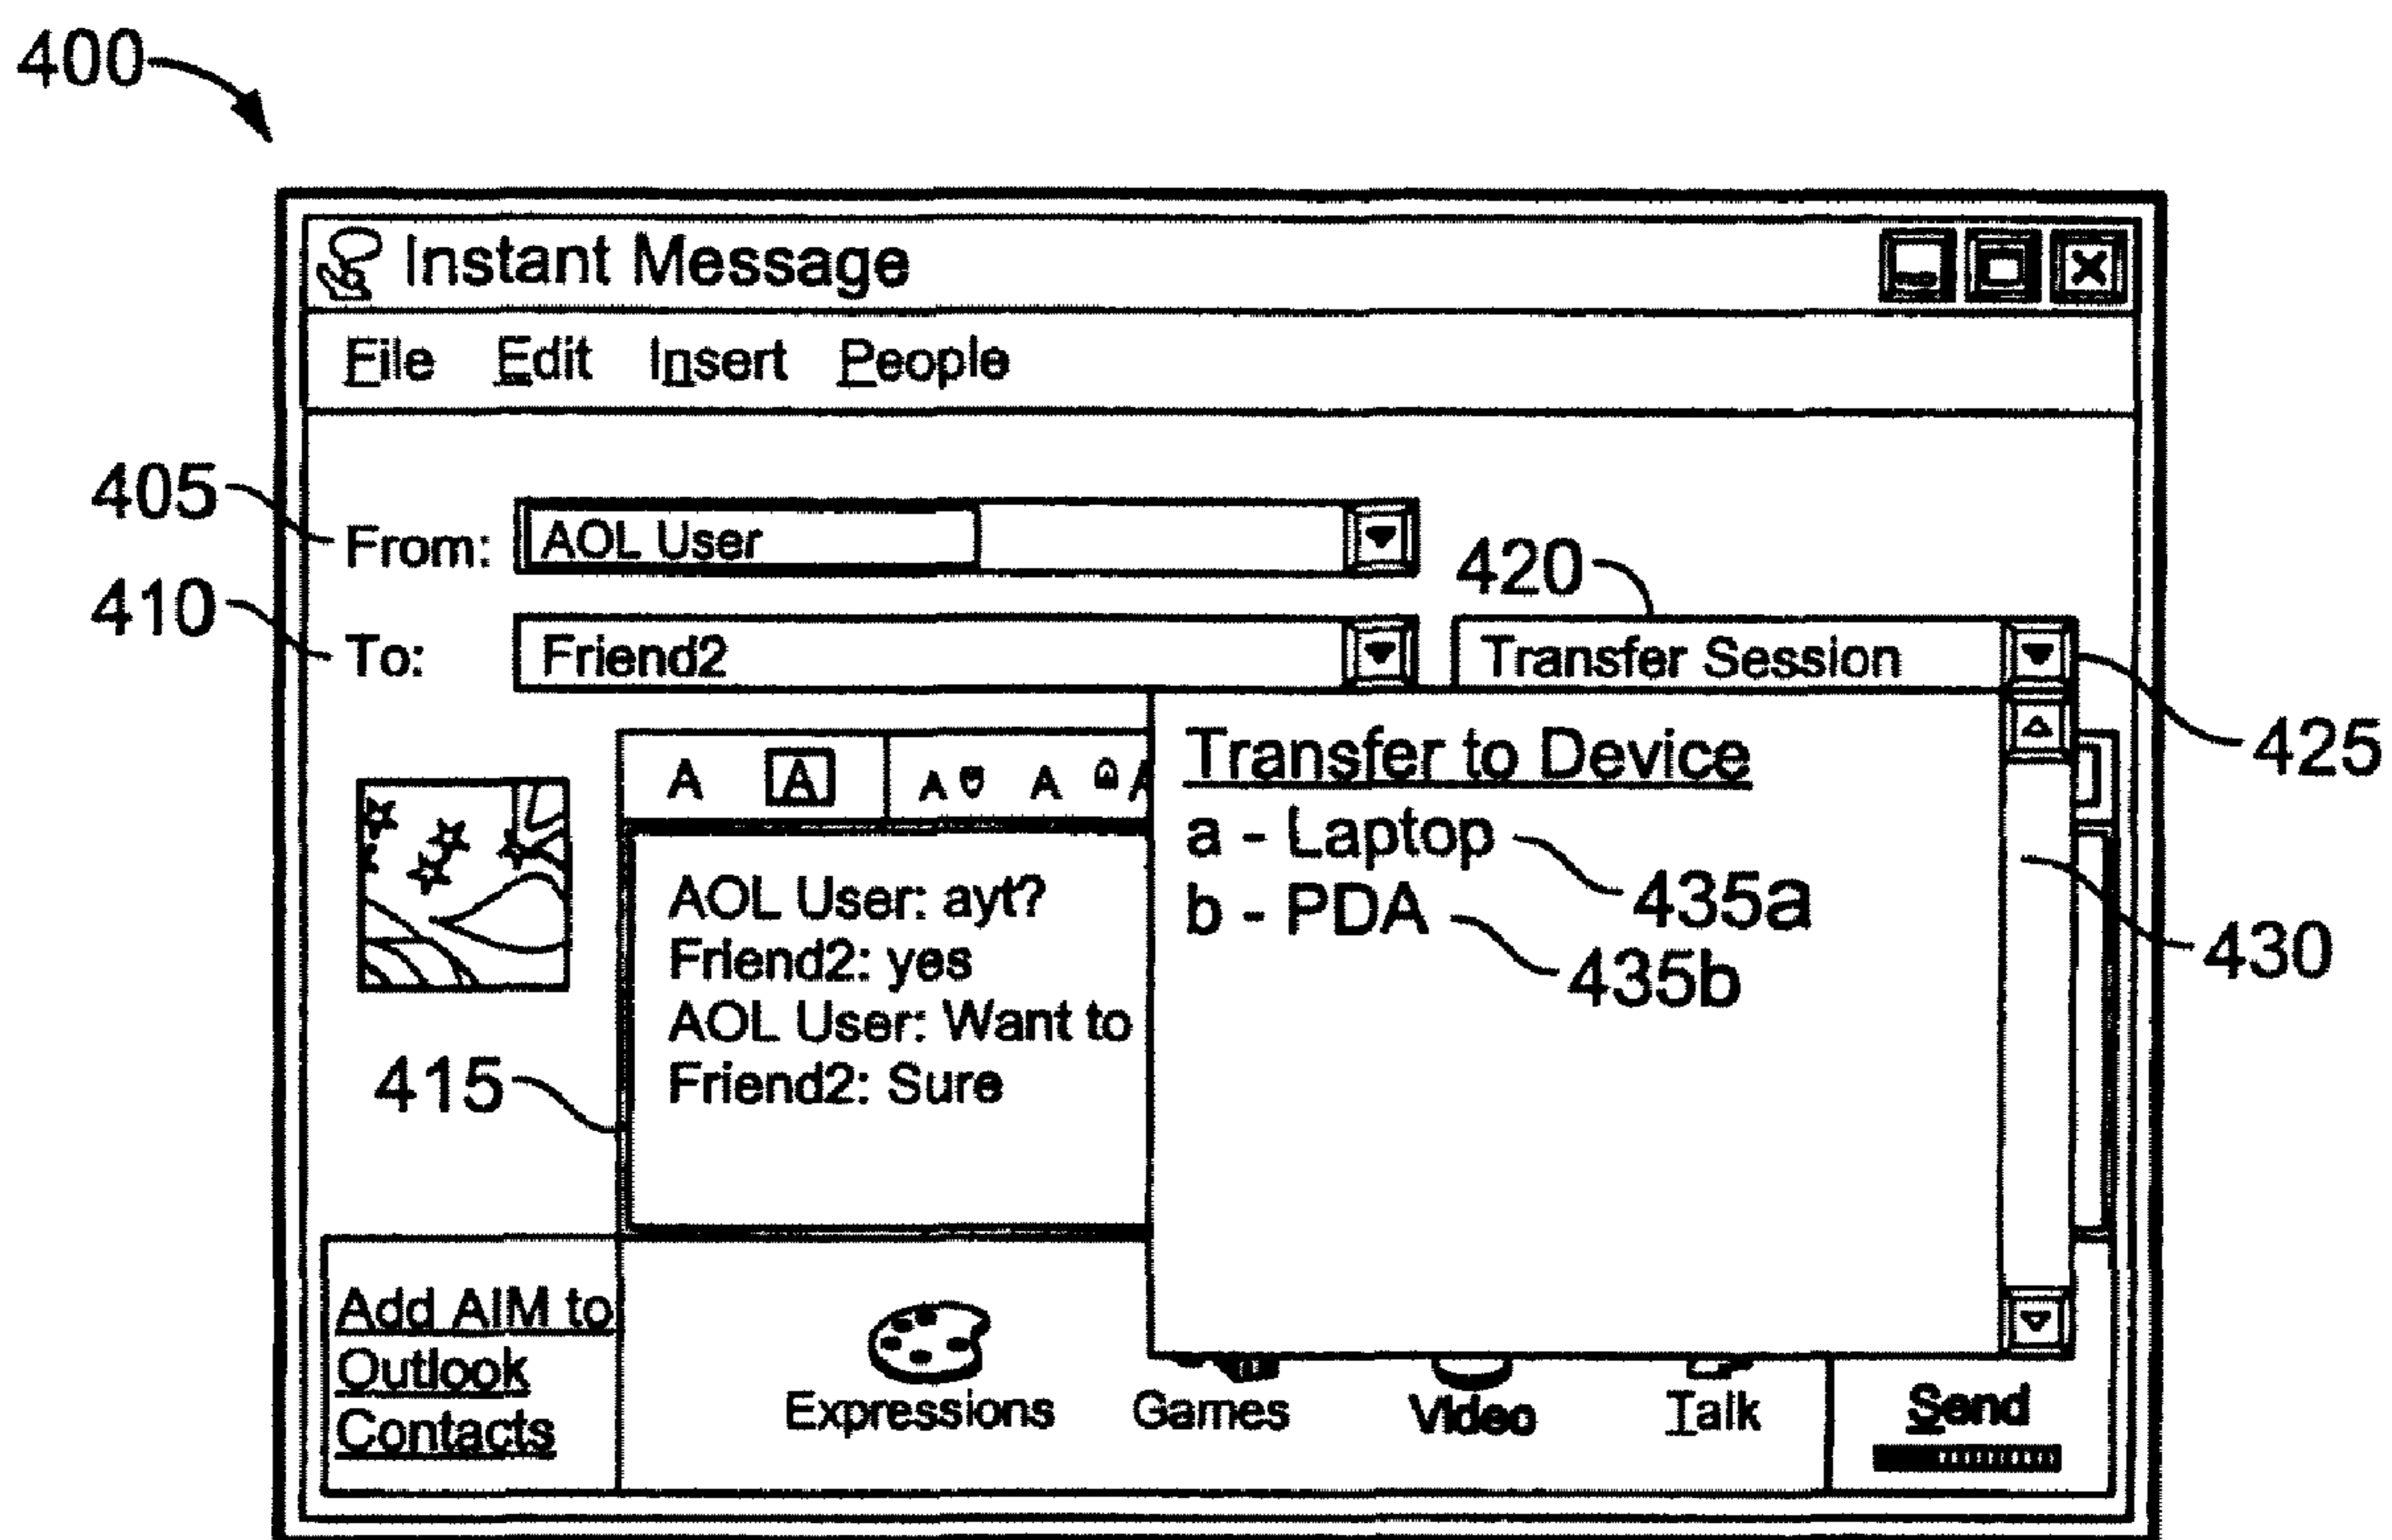 400
Instant Message
File Edit Insert People
405
From: AOL User
420
410
To: Friend2
Transfer Session
425
A A A A A
Transfer to Device
a - Laptop
435a
b - PDA
435b
430
AOL User: ayt?
Friend2: yes
AOL User: Want to
Friend2: Sure
415
Add AIM to
Outlook
Contacts
Expressions Games Video Talk Send